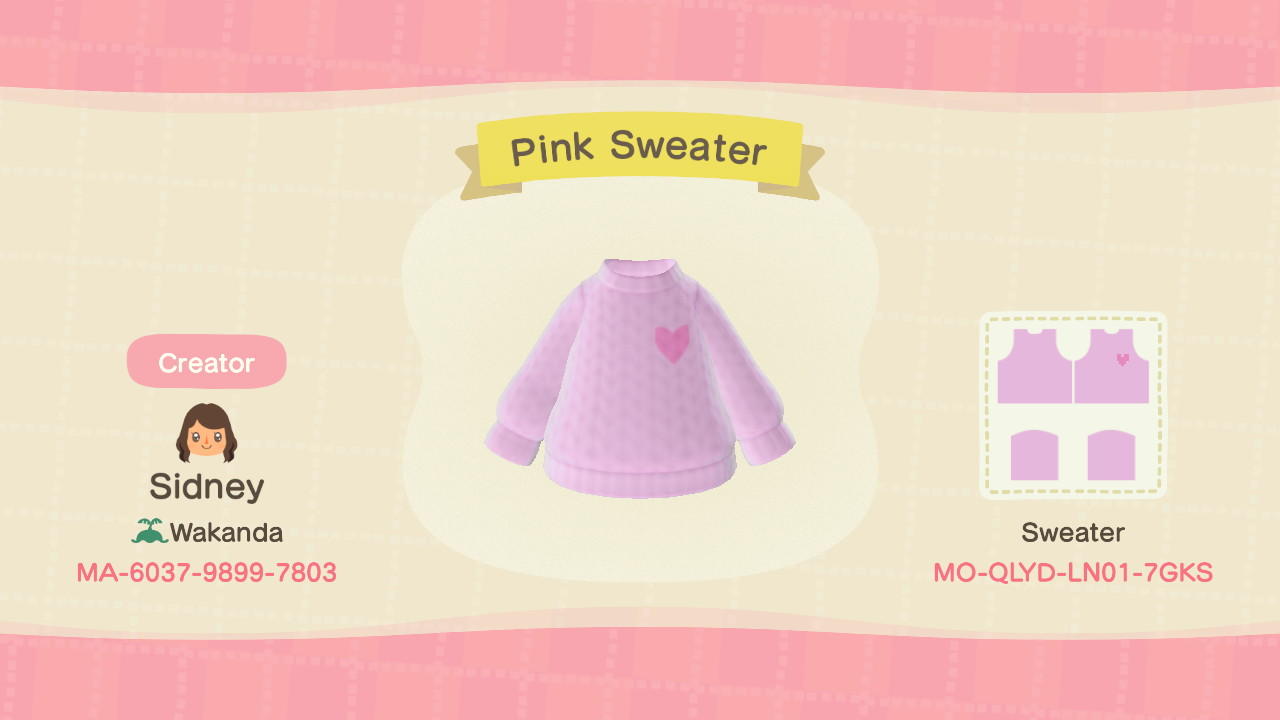 Pink Sweater
Creator
Sidney
Wakanda
MA-6037-9899-7803
Sweater
MO-QLYD-LN01-7GKS